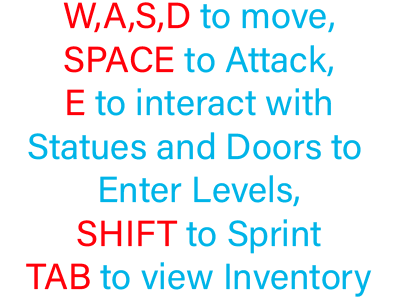 W,A,S,D to move,
SPACE to Attack,
E to interact with
Statues and Doors to
Enter Levels,
SHIFT to Sprint
TAB to view Inventory